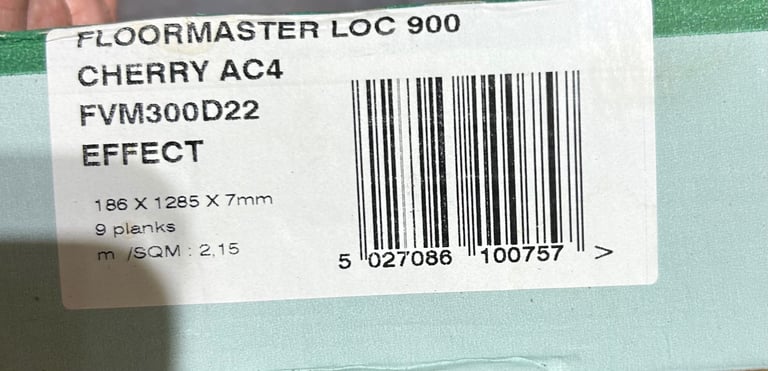 FLOORMASTER LOC 900
CHERRY AC4
FVM300D22
EFFECT
186 X 1285 X 7mm
9 planks
m /SQM : 2,15
5 027086 100757 >